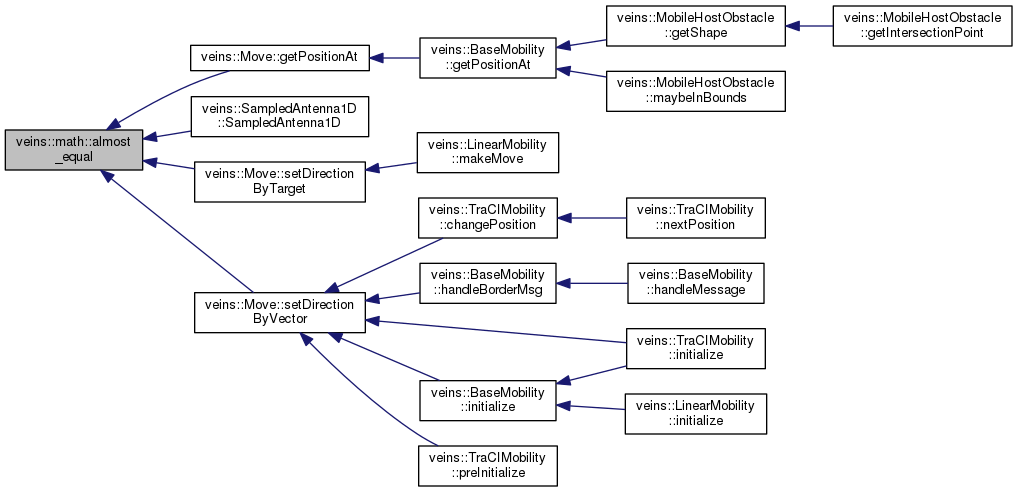 veins::math::almost
_equal
veins::Move::getPositionAt
veins::BaseMobility
::getPositionAt
veins::MobileHostObstacle
::getShape
veins::MobileHostObstacle
::getIntersectionPoint
veins::MobileHostObstacle
::maybeInBounds
veins::SampledAntenna1D
::SampledAntenna1D
veins::Move::setDirection
ByTarget
veins::LinearMobility
::makeMove
veins::Move::setDirection
ByVector
veins::TraCIMobility
::changePosition
veins::TraCIMobility
::nextPosition
veins::BaseMobility
::handleBorderMsg
veins::BaseMobility
::handleMessage
veins::TraCIMobility
::initialize
veins::BaseMobility
::initialize
veins::LinearMobility
::initialize
veins::TraCIMobility
::preInitialize